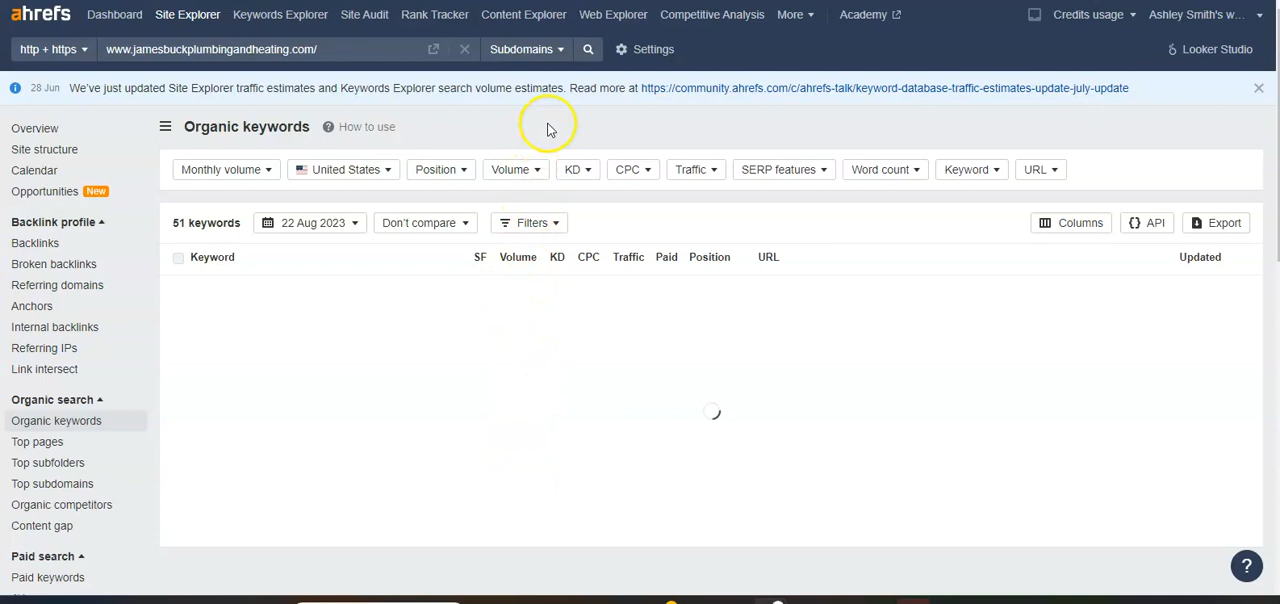 ahrefs Dashboard Site Explorer Keywords Explorer Site Audit Rank Tracker Content Explorer Web Explorer Competitive Analysis More Academy Credits usage Ashley Smith's w...
http + https www.jamesbuckplumbingandheating.com/ Subdomains Settings Looker Studio
28 Jun We've just updated Site Explorer traffic estimates and Keywords Explorer search volume estimates. Read more at https://community.ahrefs.com/c/ahrefs-talk/keyword-database-traffic-estimates-update-july-update
Overview
Site structure
Calendar
Opportunities New
Backlink profile
Backlinks
Broken backlinks
Referring domains
Anchors
Internal backlinks
Referring IPs
Link intersect
Organic search
Organic keywords
Top pages
Top subfolders
Top subdomains
Organic competitors
Content gap
Paid search
Paid keywords
Organic keywords ? How to use
Monthly volume United States Position Volume KD CPC Traffic SERP features Word count Keyword URL
51 keywords 22 Aug 2023 Don't compare Filters Columns {} API Export
Keyword SF Volume KD CPC Traffic Paid Position URL Updated
?